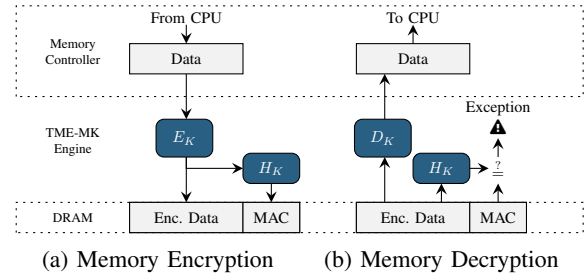 From CPU
To CPU
Memory
Controller
Data
Data
Exception
TME-MK
Engine
E_K
D_K
H_K
H_K
?
=
DRAM
Enc. Data
MAC
Enc. Data
MAC
(a) Memory Encryption
(b) Memory Decryption